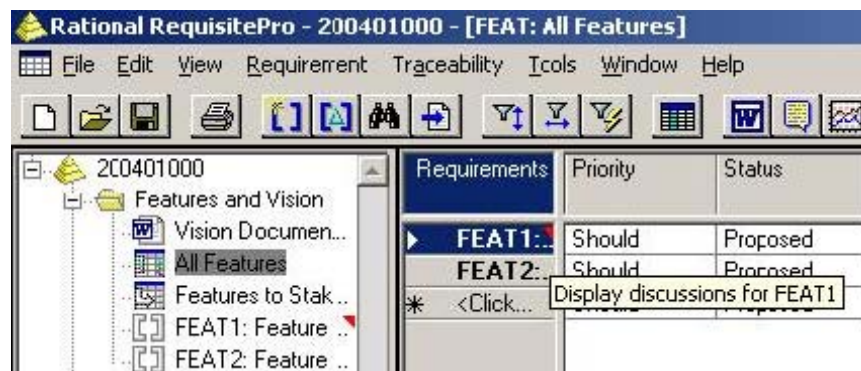 Rational RequisitePro - 200401000 - [FEAT: All Features]
File Edit View Requirement Traceability Tools Window Help
200401000
Features and Vision
Vision Documen...
All Features
Features to Stak...
FEAT1: Feature ...
FEAT2: Feature ...
Requirements Priority Status
FEAT1:... Should Proposed
FEAT2:... Should Proposed
<Click... Should Proposed
Display discussions for FEAT1